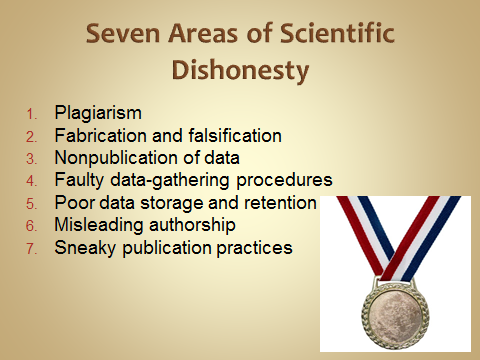 Seven Areas of Scientific
Dishonesty
1. Plagiarism
2. Fabrication and falsification
3. Nonpublication of data
4. Faulty data-gathering procedures
5. Poor data storage and retention
6. Misleading authorship
7. Sneaky publication practices